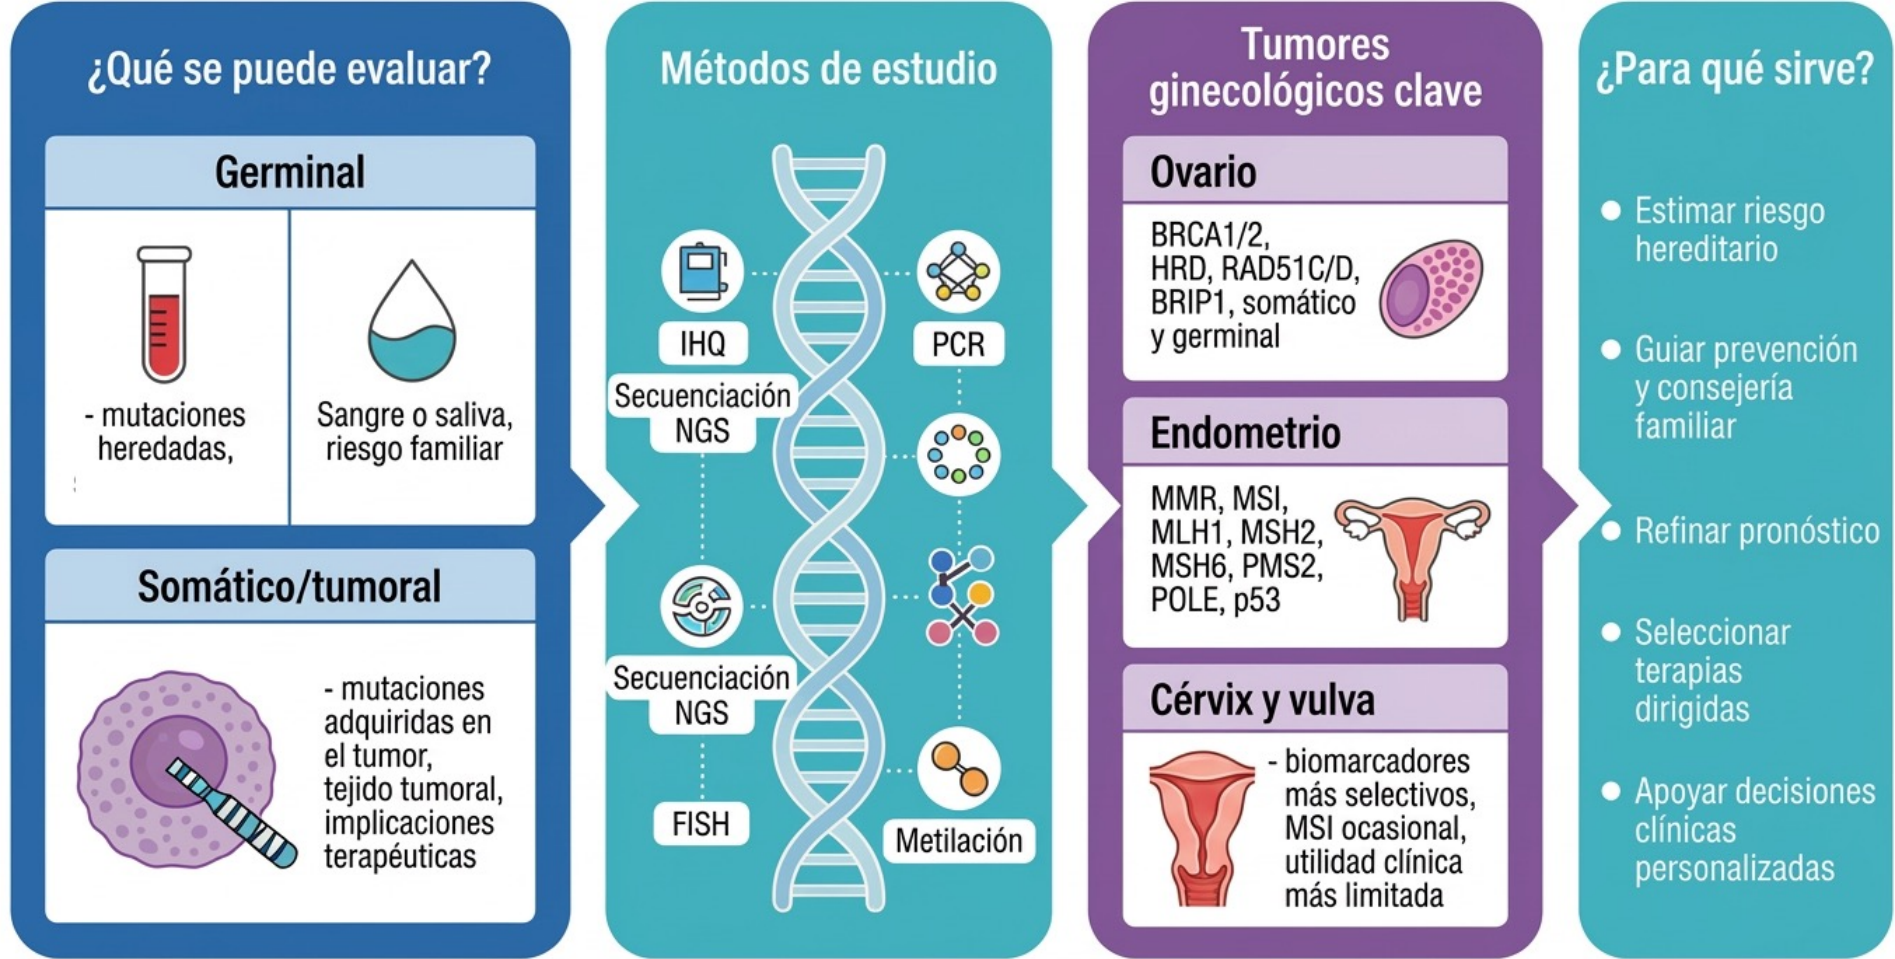 ¿Qué se puede evaluar?
Germinal
- mutaciones
heredadas,
Sangre o saliva,
riesgo familiar
Somático/tumoral
- mutaciones
adquiridas en
el tumor,
tejido tumoral,
implicaciones
terapéuticas
Métodos de estudio
IHQ
PCR
Secuenciación
NGS
Secuenciación
NGS
FISH
Metilación
Tumores
ginecológicos clave
Ovario
BRCA1/2,
HRD, RAD51C/D,
BRIP1, somático
y germinal
Endometrio
MMR, MSI,
MLH1, MSH2,
MSH6, PMS2,
POLE, p53
Cérvix y vulva
- biomarcadores
más selectivos,
MSI ocasional,
utilidad clínica
más limitada
¿Para qué sirve?
● Estimar riesgo
hereditario
● Guiar prevención
y consejería
familiar
● Refinar pronóstico
● Seleccionar
terapias
dirigidas
● Apoyar decisiones
clínicas
personalizadas